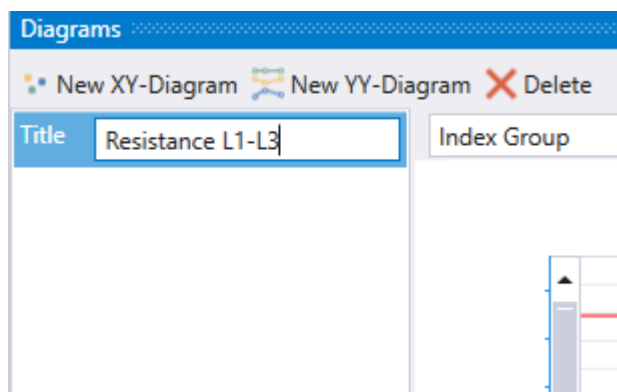 Diagrams
New XY-Diagram New YY-Diagram Delete
Title Resistance L1-L3 Index Group